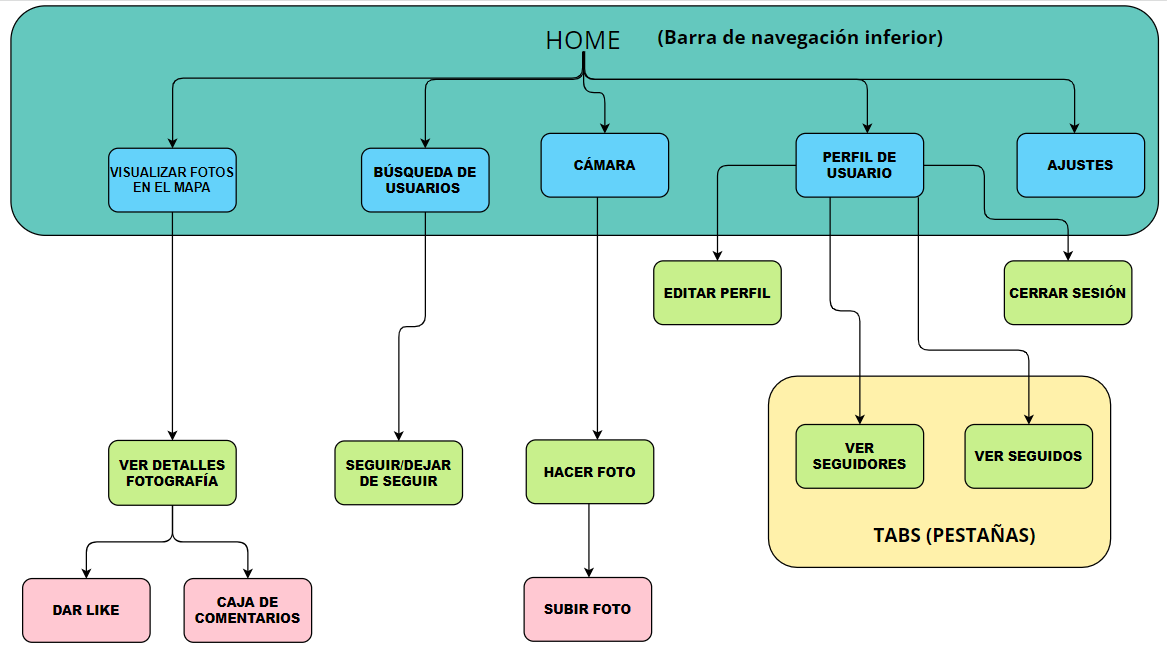 HOME (Barra de navegación inferior)
VISUALIZAR FOTOS
EN EL MAPA
BÚSQUEDA DE
USUARIOS
CÁMARA
PERFIL DE
USUARIO
AJUSTES
EDITAR PERFIL
CERRAR SESIÓN
VER DETALLES
FOTOGRAFÍA
SEGUIR/DEJAR
DE SEGUIR
HACER FOTO
VER
SEGUIDORES
VER SEGUIDOS
TABS (PESTAÑAS)
DAR LIKE
CAJA DE
COMENTARIOS
SUBIR FOTO